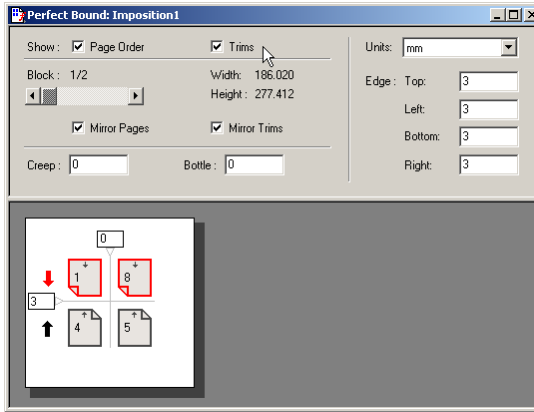 Perfect Bound: Imposition1
Show: Page Order Trims Units: mm
Block: 1/2 Width: 186.020 Edge: Top: 3
Height: 277.412 Left: 3
Mirror Pages Mirror Trims Bottom: 3
Creep: 0 Bottle: 0 Right: 3
0
1 8
3
4 5